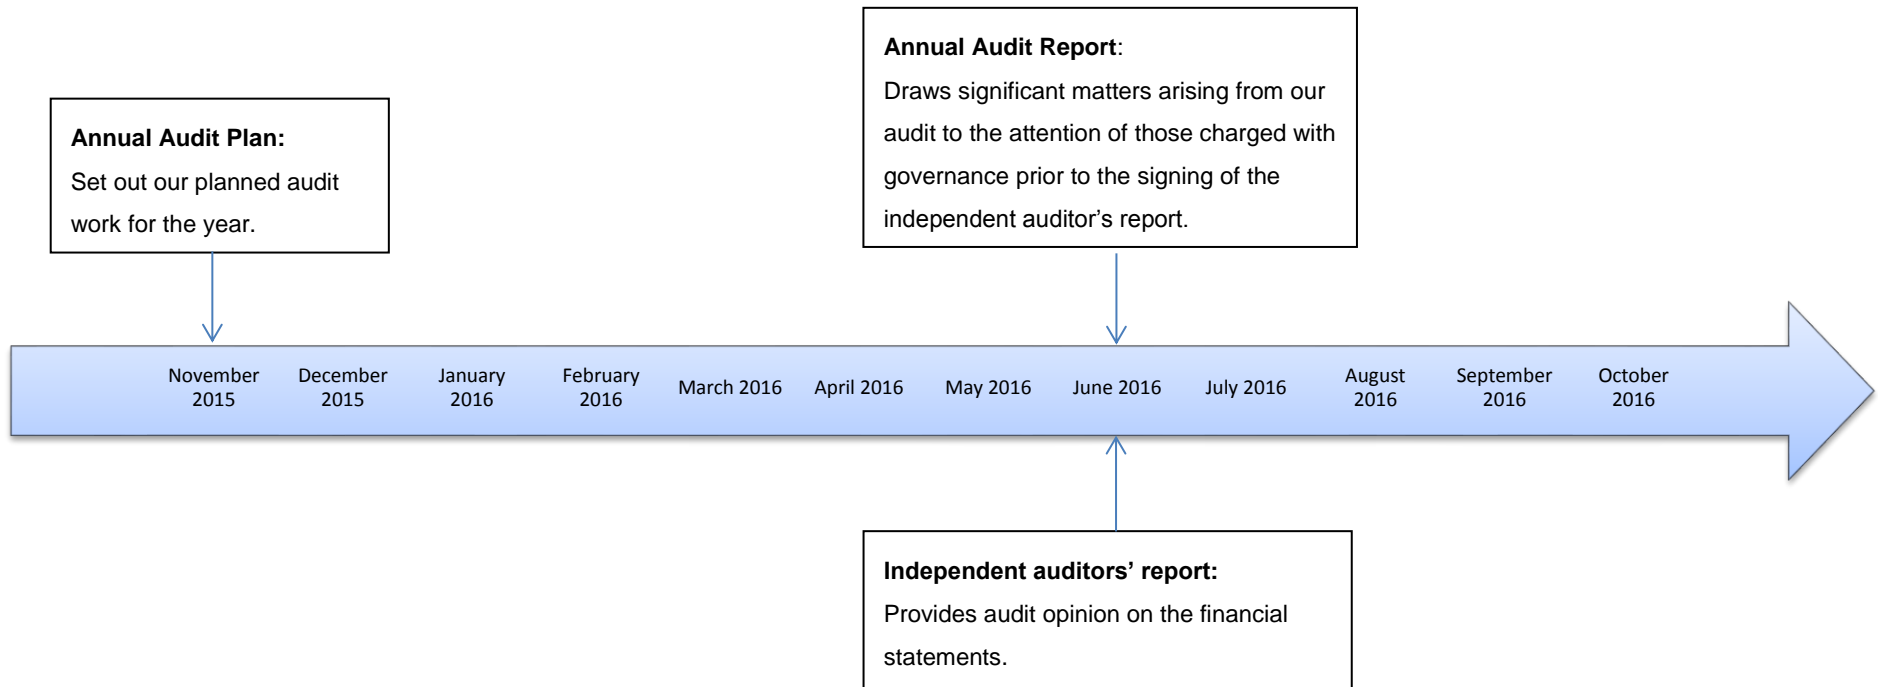 Annual Audit Report:
Draws significant matters arising from our
audit to the attention of those charged with
governance prior to the signing of the
independent auditor’s report.
Annual Audit Plan:
Set out our planned audit
work for the year.
November
2015
December
2015
January
2016
February
2016
March 2016
April 2016
May 2016
June 2016
July 2016
August
2016
September
2016
October
2016
Independent auditors’ report:
Provides audit opinion on the financial
statements.